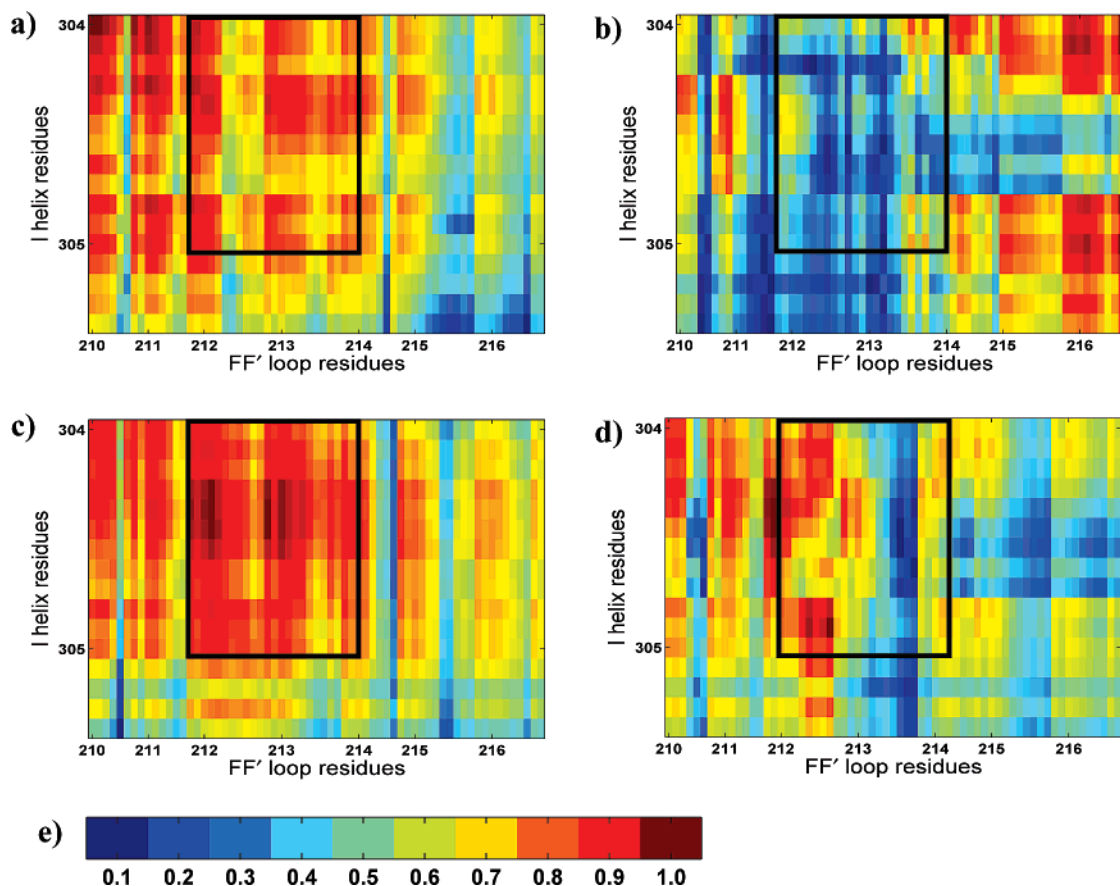 a)
304
305
I helix residues
210 211 212 213 214 215 216
FF′ loop residues
b)
304
305
I helix residues
210 211 212 213 214 215 216
FF′ loop residues
c)
304
305
I helix residues
210 211 212 213 214 215 216
FF′ loop residues
d)
304
305
I helix residues
210 211 212 213 214 215 216
FF′ loop residues
e)
0.1 0.2 0.3 0.4 0.5 0.6 0.7 0.8 0.9 1.0